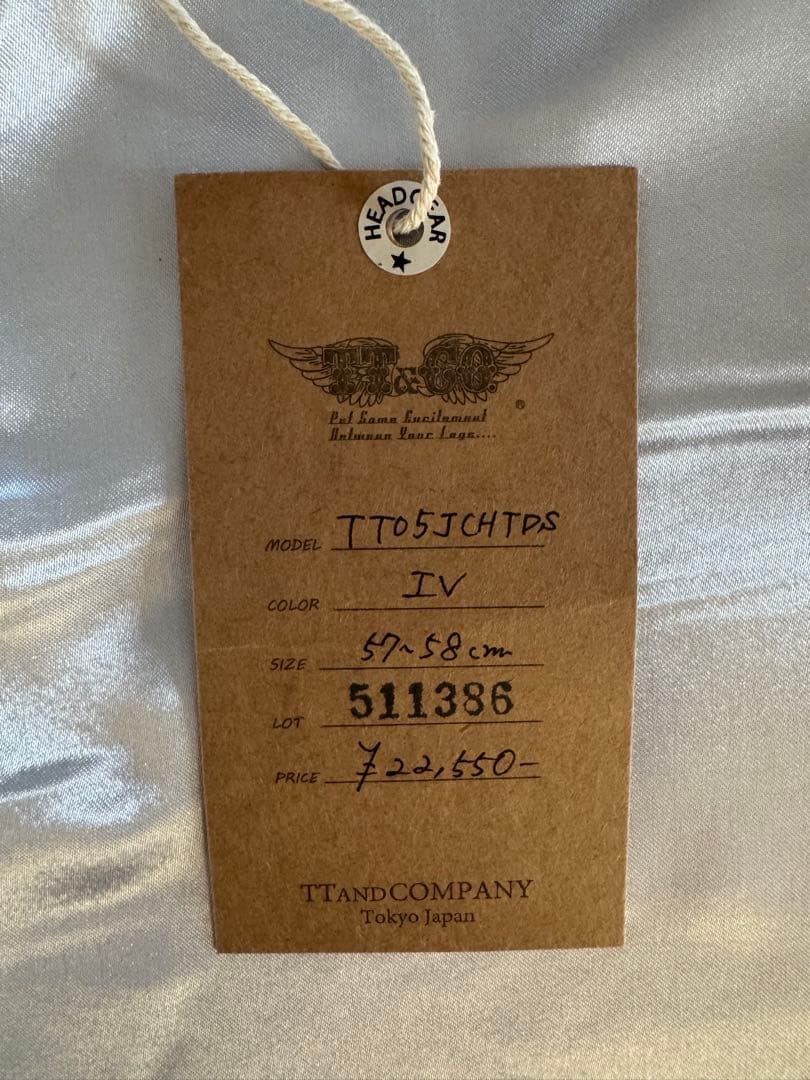 HEADGEAR
TT&CO.
®
Put Some Excitement
Between Your Legs....
MODEL TT05JCHTDS
COLOR IV
SIZE 57~58cm
LOT 511386
PRICE ¥22,550-
TTANDCOMPANY
Tokyo Japan